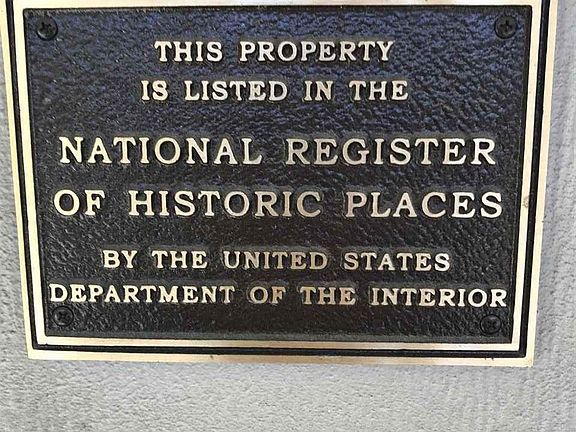 THIS PROPERTY
IS LISTED IN THE
NATIONAL REGISTER
OF HISTORIC PLACES
BY THE UNITED STATES
DEPARTMENT OF THE INTERIOR